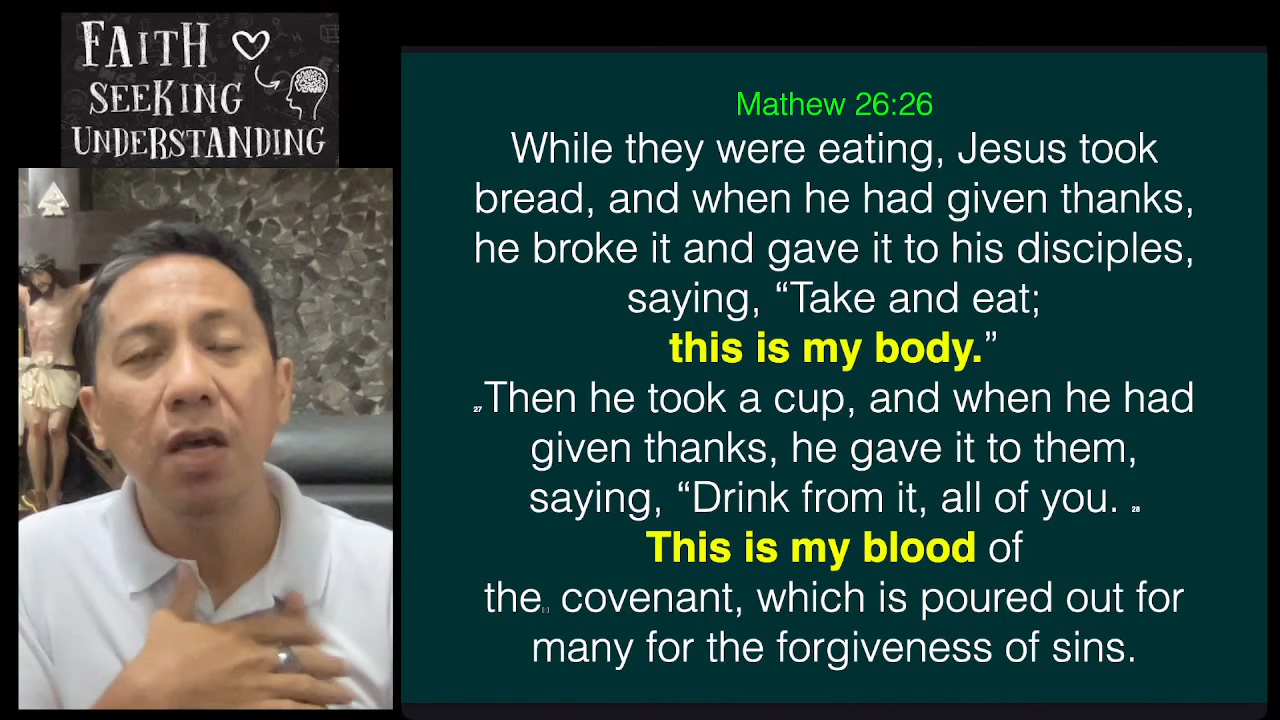 FAITH
SEEKING
UNDERSTANDING
Mathew 26:26
While they were eating, Jesus took
bread, and when he had given thanks,
he broke it and gave it to his disciples,
saying, “Take and eat;
this is my body.”
27 Then he took a cup, and when he had
given thanks, he gave it to them,
saying, “Drink from it, all of you. 28
This is my blood of
the covenant, which is poured out for
many for the forgiveness of sins.